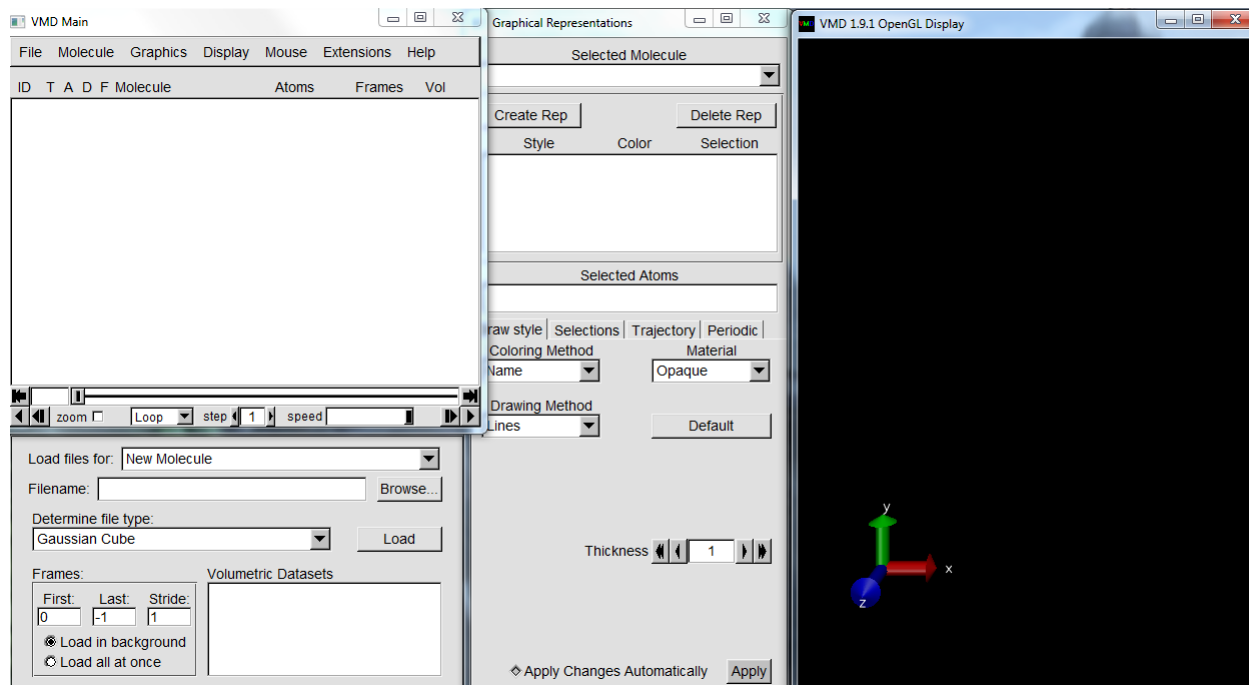 VMD Main
File Molecule Graphics Display Mouse Extensions Help
ID T A D F Molecule Atoms Frames Vol
zoom Loop step 1 speed
Load files for: New Molecule
Filename: Browse...
Determine file type:
Gaussian Cube Load
Frames: Volumetric Datasets
First: Last: Stride:
0 -1 1
Load in background
Load all at once
Graphical Representations
Selected Molecule
Create Rep Delete Rep
Style Color Selection
Selected Atoms
raw style Selections Trajectory Periodic
Coloring Method Material
Name Opaque
Drawing Method
Lines Default
Thickness 1
Apply Changes Automatically Apply
VMD 1.9.1 OpenGL Display
y
x
z